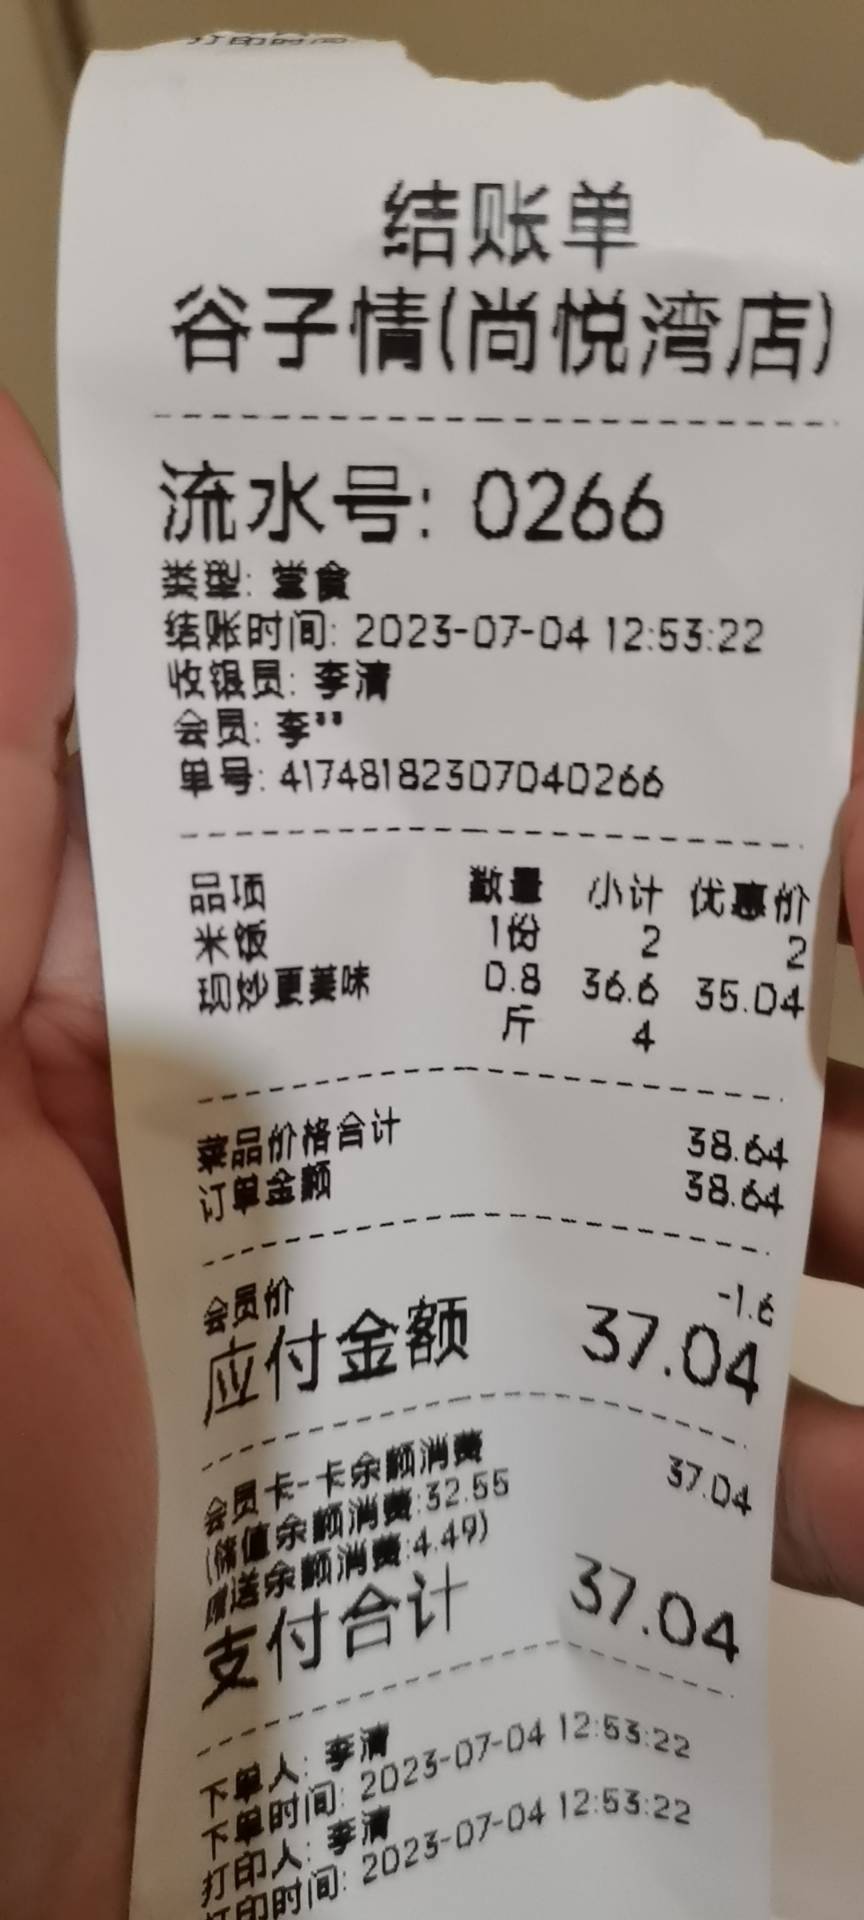 打印时间
结账单
谷子情(尚悦湾店)
流水号: 0266
类型: 堂食
结账时间: 2023-07-04 12:53:22
收银员: 李清
会员: 李**
单号: 41748182307040266
品项 数量 小计 优惠价
米饭 1份 2 2
现炒更美味 0.8 36.6 35.04
斤 4
菜品价格合计 38.64
订单金额 38.64
会员价 -1.6
应付金额 37.04
会员卡-卡余额消费 37.04
(储值余额消费:32.55
赠送余额消费:4.49)
支付合计 37.04
下单人: 李清
下单时间: 2023-07-04 12:53:22
打印人: 李清
打印时间: 2023-07-04 12:53:22